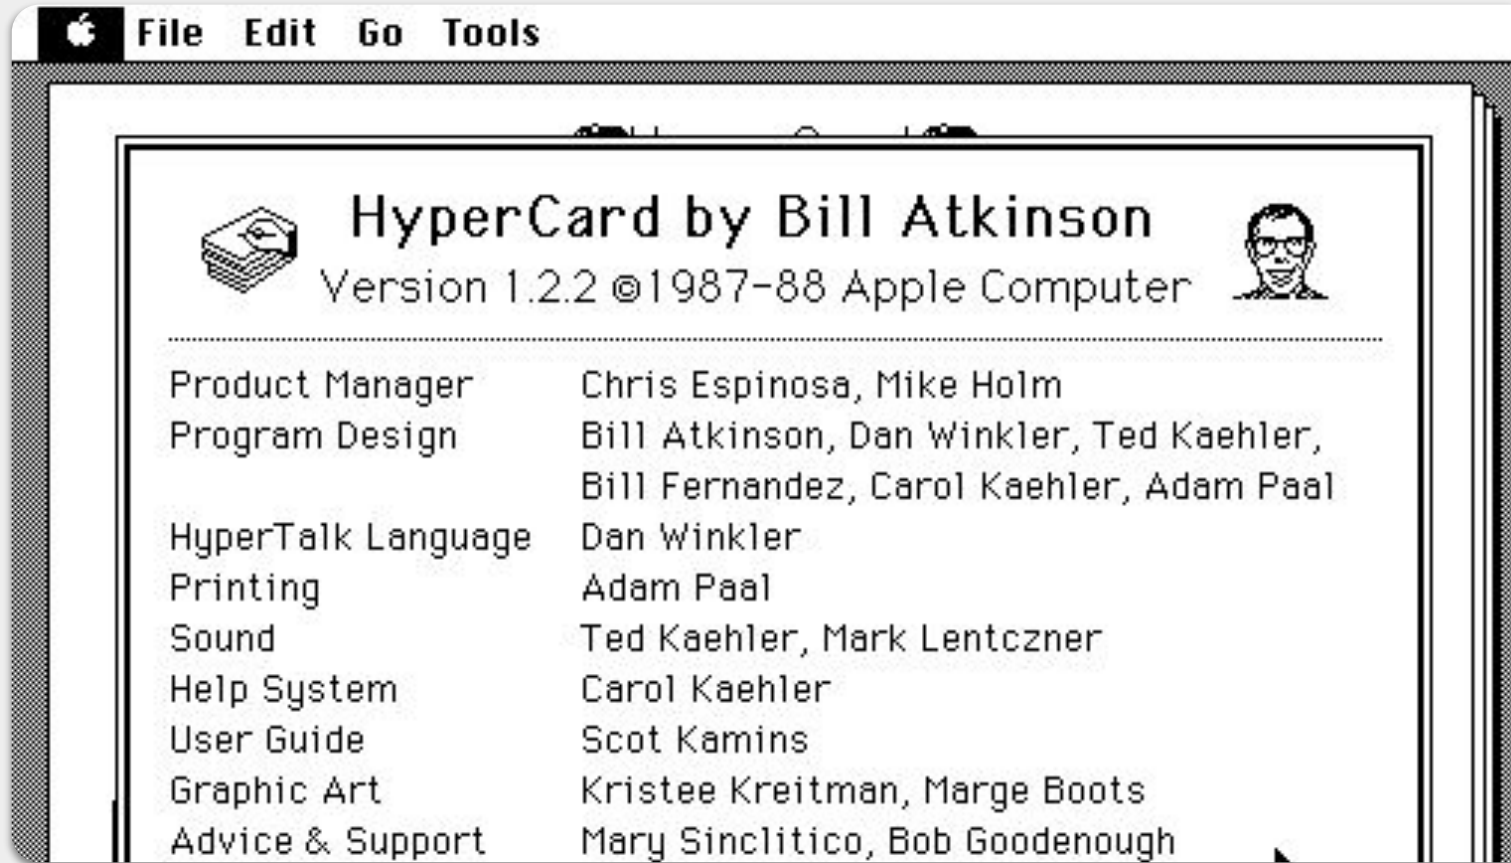 File Edit Go Tools
HyperCard by Bill Atkinson
Version 1.2.2 ©1987-88 Apple Computer
Product Manager Chris Espinosa, Mike Holm
Program Design Bill Atkinson, Dan Winkler, Ted Kaehler,
Bill Fernandez, Carol Kaehler, Adam Paal
HyperTalk Language Dan Winkler
Printing Adam Paal
Sound Ted Kaehler, Mark Lentczner
Help System Carol Kaehler
User Guide Scot Kamins
Graphic Art Kristee Kreitman, Marge Boots
Advice & Support Mary Sinclitico, Bob Goodenough